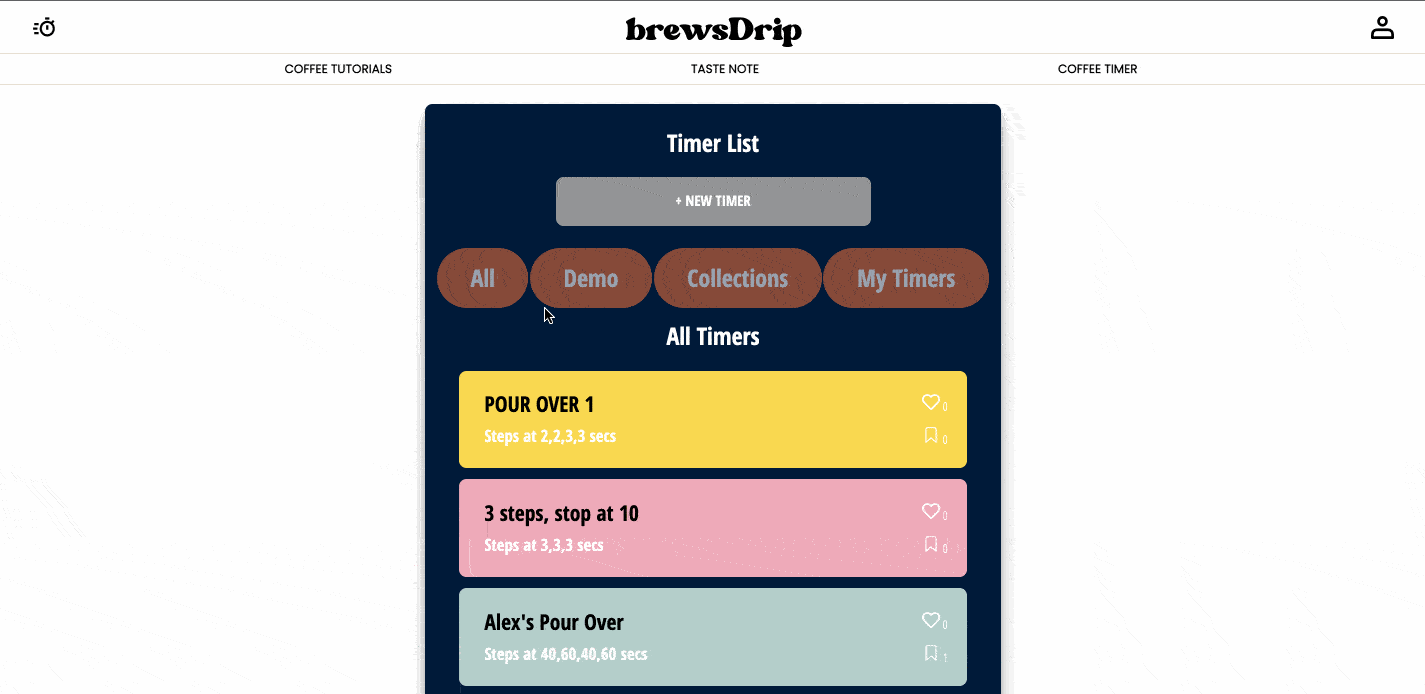 brewsDrip
COFFEE TUTORIALS TASTE NOTE COFFEE TIMER
Timer List
+ NEW TIMER
All Demo Collections My Timers
All Timers
POUR OVER 1
0
Steps at 2,2,3,3 secs
0
3 steps, stop at 10
0
Steps at 3,3,3 secs
0
Alex's Pour Over
0
Steps at 40,60,40,60 secs
1